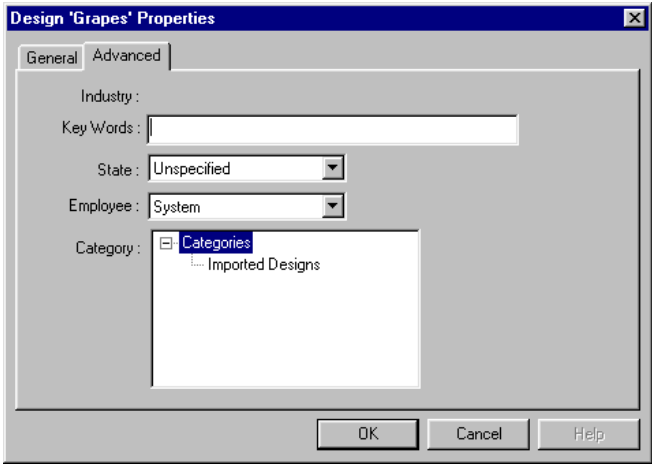 Design 'Grapes' Properties
General Advanced
Industry :
Key Words :
State : Unspecified
Employee : System
Category : Categories
Imported Designs
OK Cancel Help